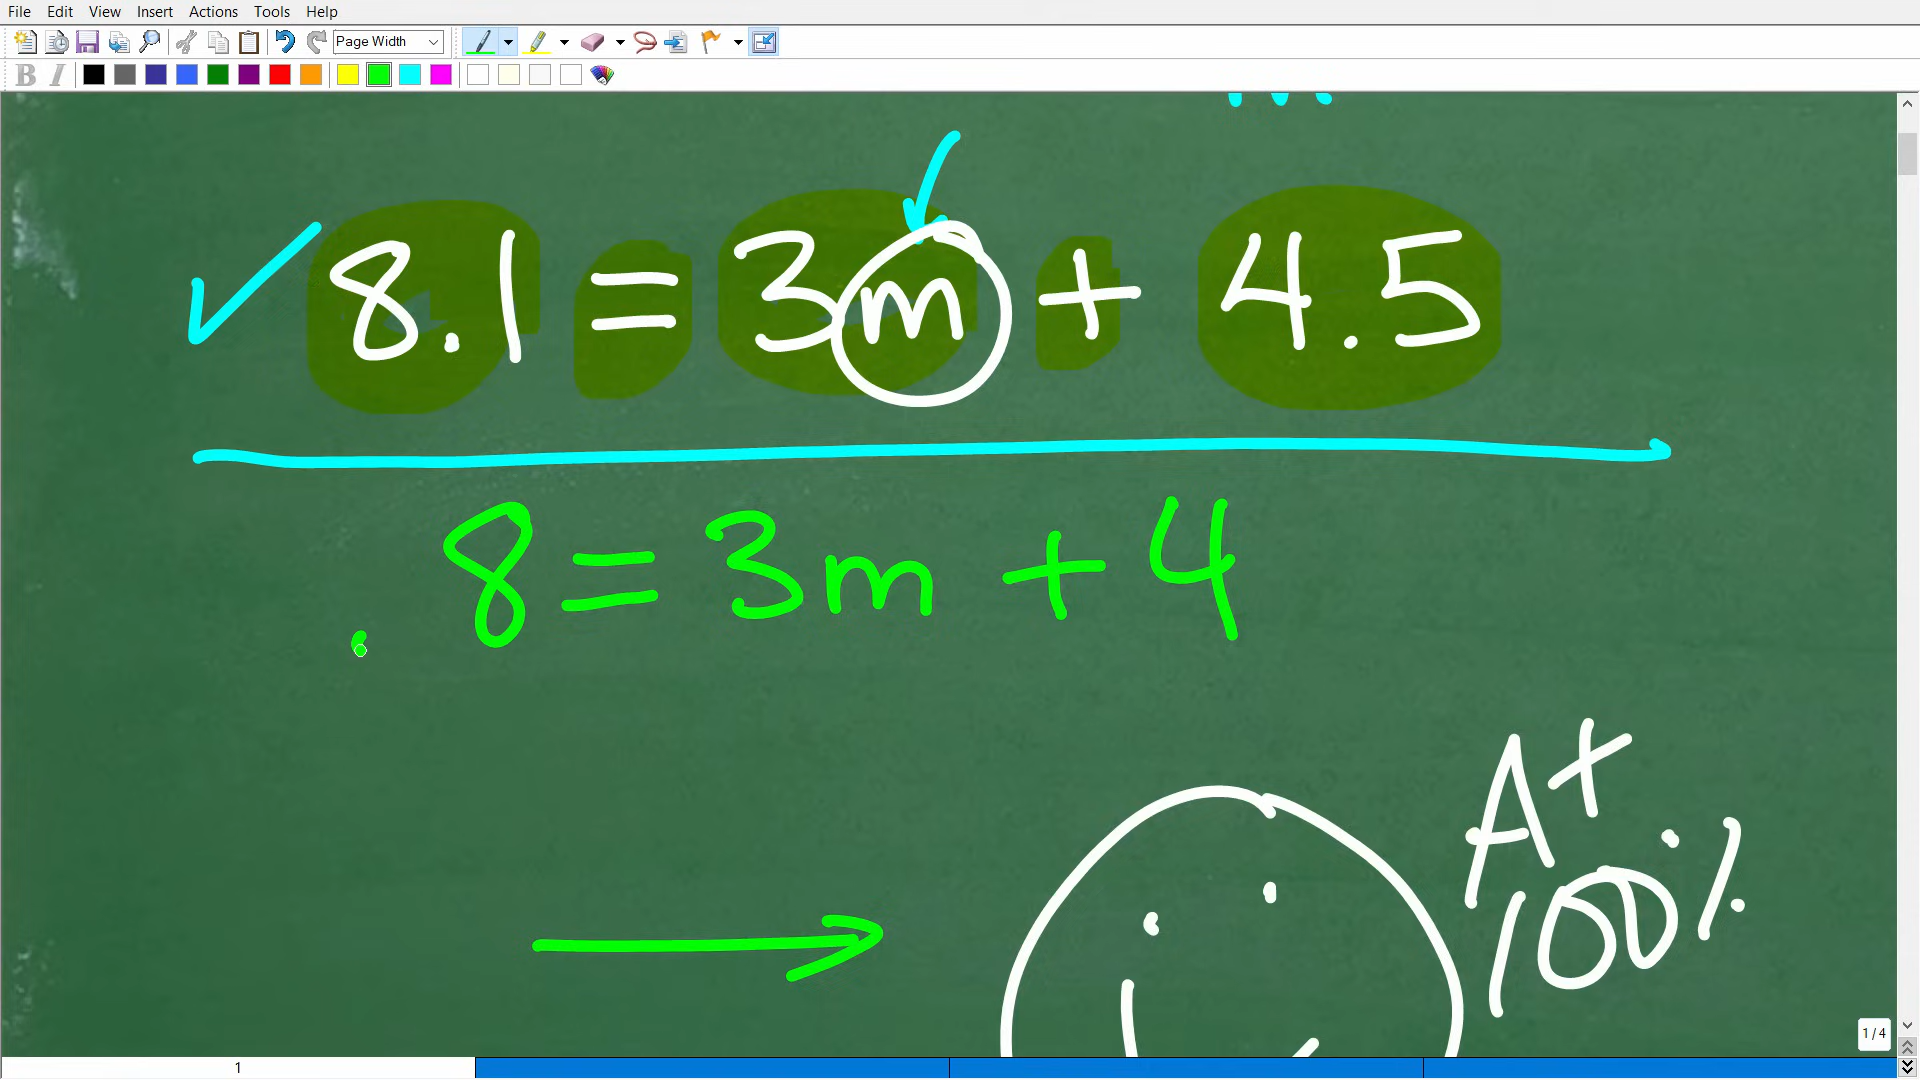 File Edit View Insert Actions Tools Help
Page Width
B I
8.1 = 3m + 4.5
8 = 3m + 4
A+
100%
1 / 4
1